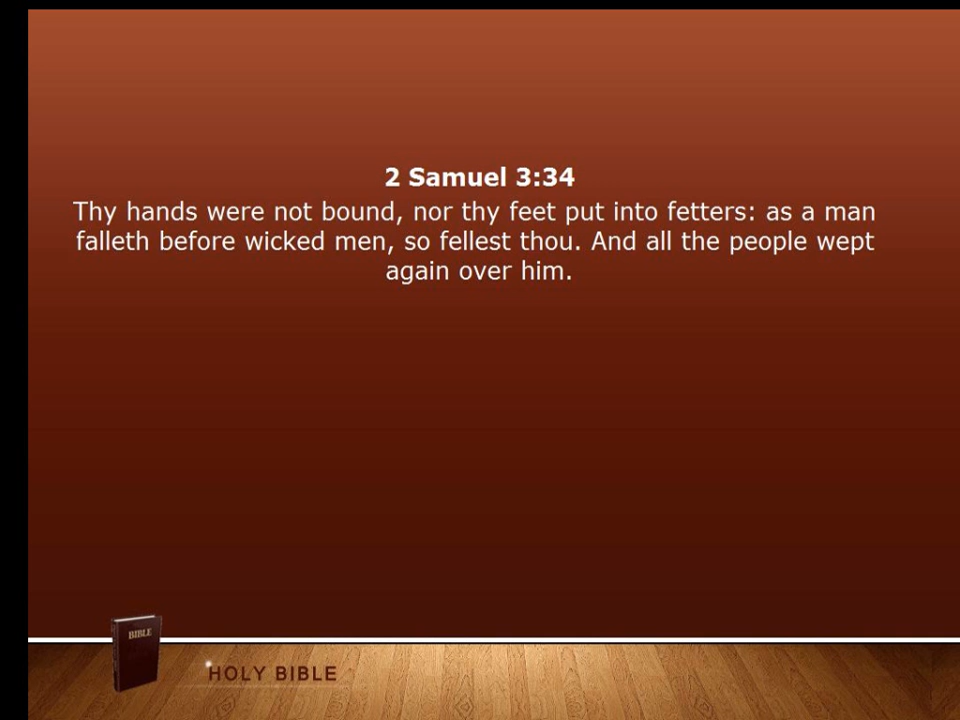 2 Samuel 3:34
Thy hands were not bound, nor thy feet put into fetters: as a man
falleth before wicked men, so fellest thou. And all the people wept
again over him.
BIBLE
HOLY BIBLE